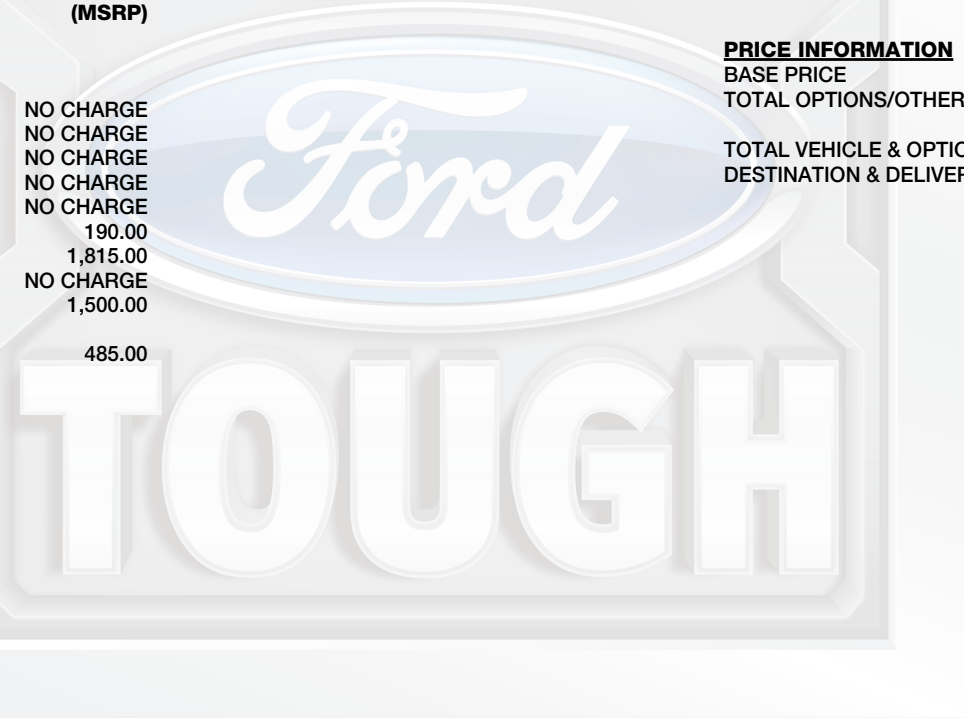 (MSRP)
NO CHARGE
NO CHARGE
NO CHARGE
NO CHARGE
NO CHARGE
190.00
1,815.00
NO CHARGE
1,500.00
485.00
PRICE INFORMATION
BASE PRICE
TOTAL OPTIONS/OTHER
TOTAL VEHICLE & OPTIO
DESTINATION & DELIVER
Ford
TOUGH